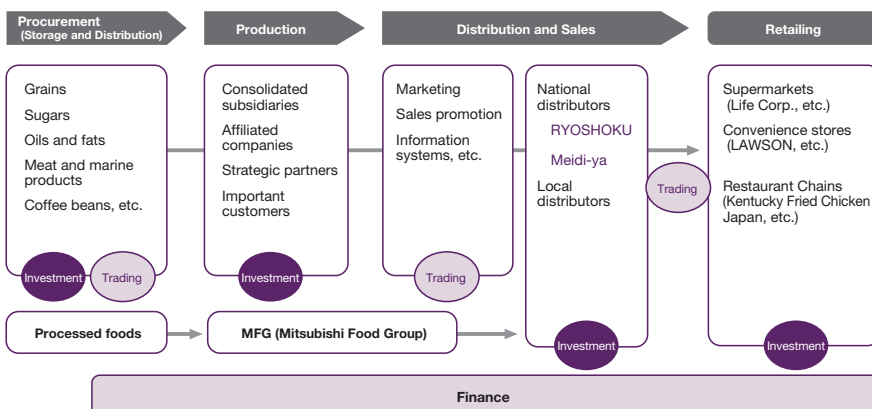 Procurement
(Storage and Distribution)
Production
Distribution and Sales
Retailing
Grains
Sugars
Oils and fats
Meat and marine
products
Coffee beans, etc.
Investment
Trading
Consolidated
subsidiaries
Affiliated
companies
Strategic partners
Important
customers
Investment
Marketing
Sales promotion
Information
systems, etc.
Trading
National
distributors
RYOSHOKU
Meidi-ya
Local
distributors
Investment
Trading
Supermarkets
(Life Corp., etc.)
Convenience stores
(LAWSON, etc.)
Restaurant Chains
(Kentucky Fried Chicken
Japan, etc.)
Investment
Processed foods
MFG (Mitsubishi Food Group)
Finance